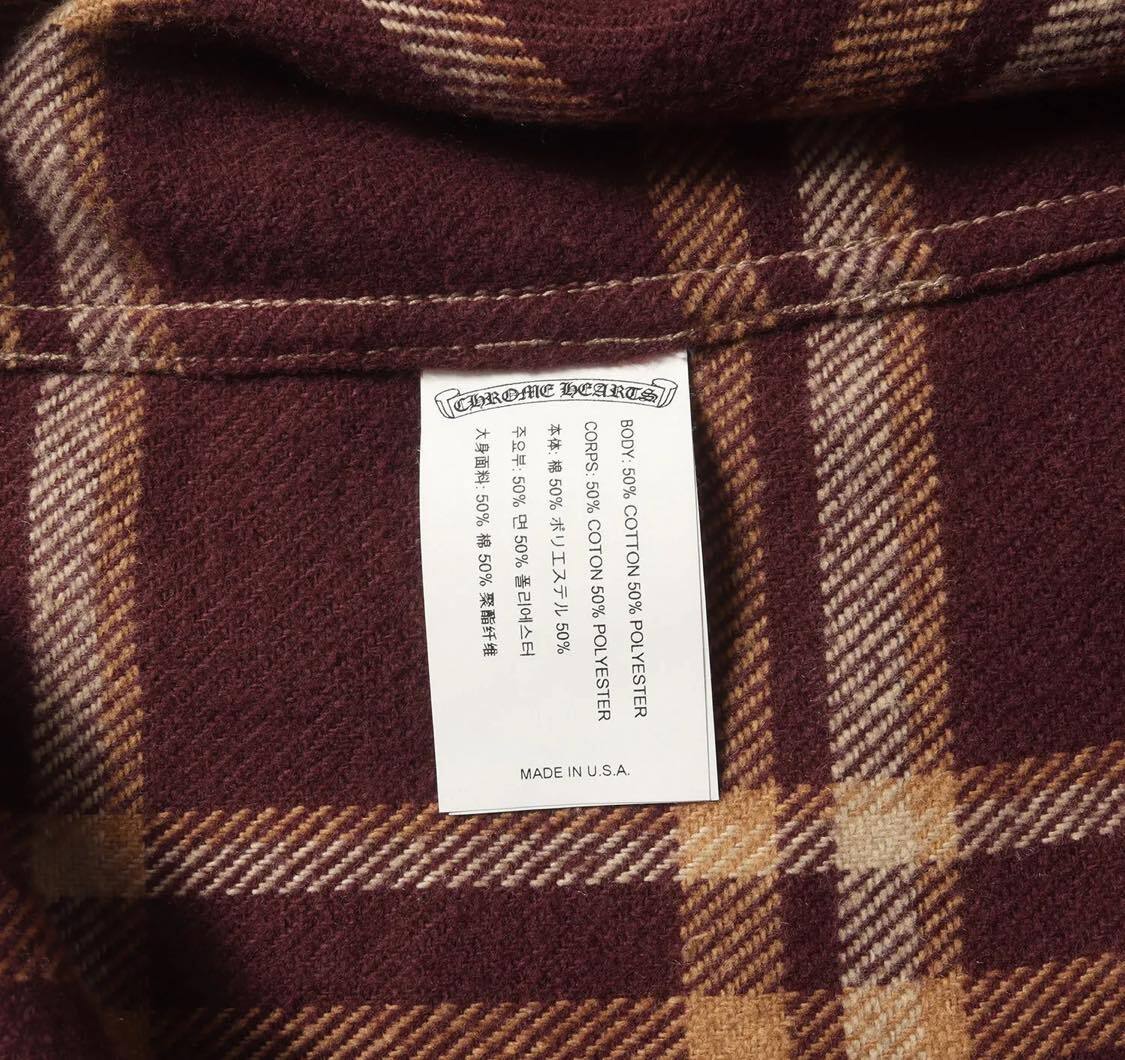 CHROME HEARTS
BODY: 50% COTTON 50% POLYESTER
CORPS: 50% COTON 50% POLYESTER
本体: 棉 50% ポリエステル 50%
주요부: 50% 면 50% 폴리에스터
大身面料: 50% 棉 50% 聚酯纤维
MADE IN U.S.A.